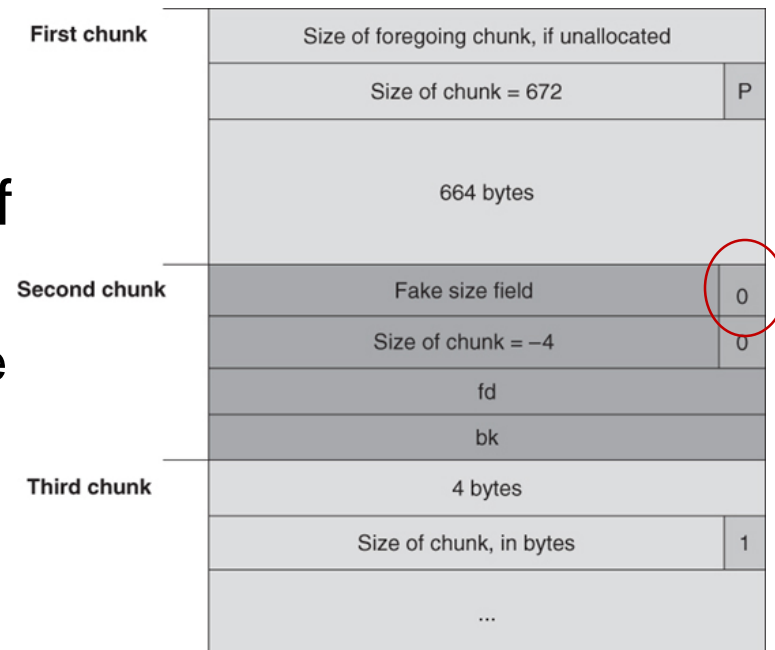 First chunk
Size of foregoing chunk, if unallocated
Size of chunk = 672 P
664 bytes
f
Second chunk
Fake size field 0
e
Size of chunk = –4 0
fd
bk
Third chunk
4 bytes
Size of chunk, in bytes 1
...